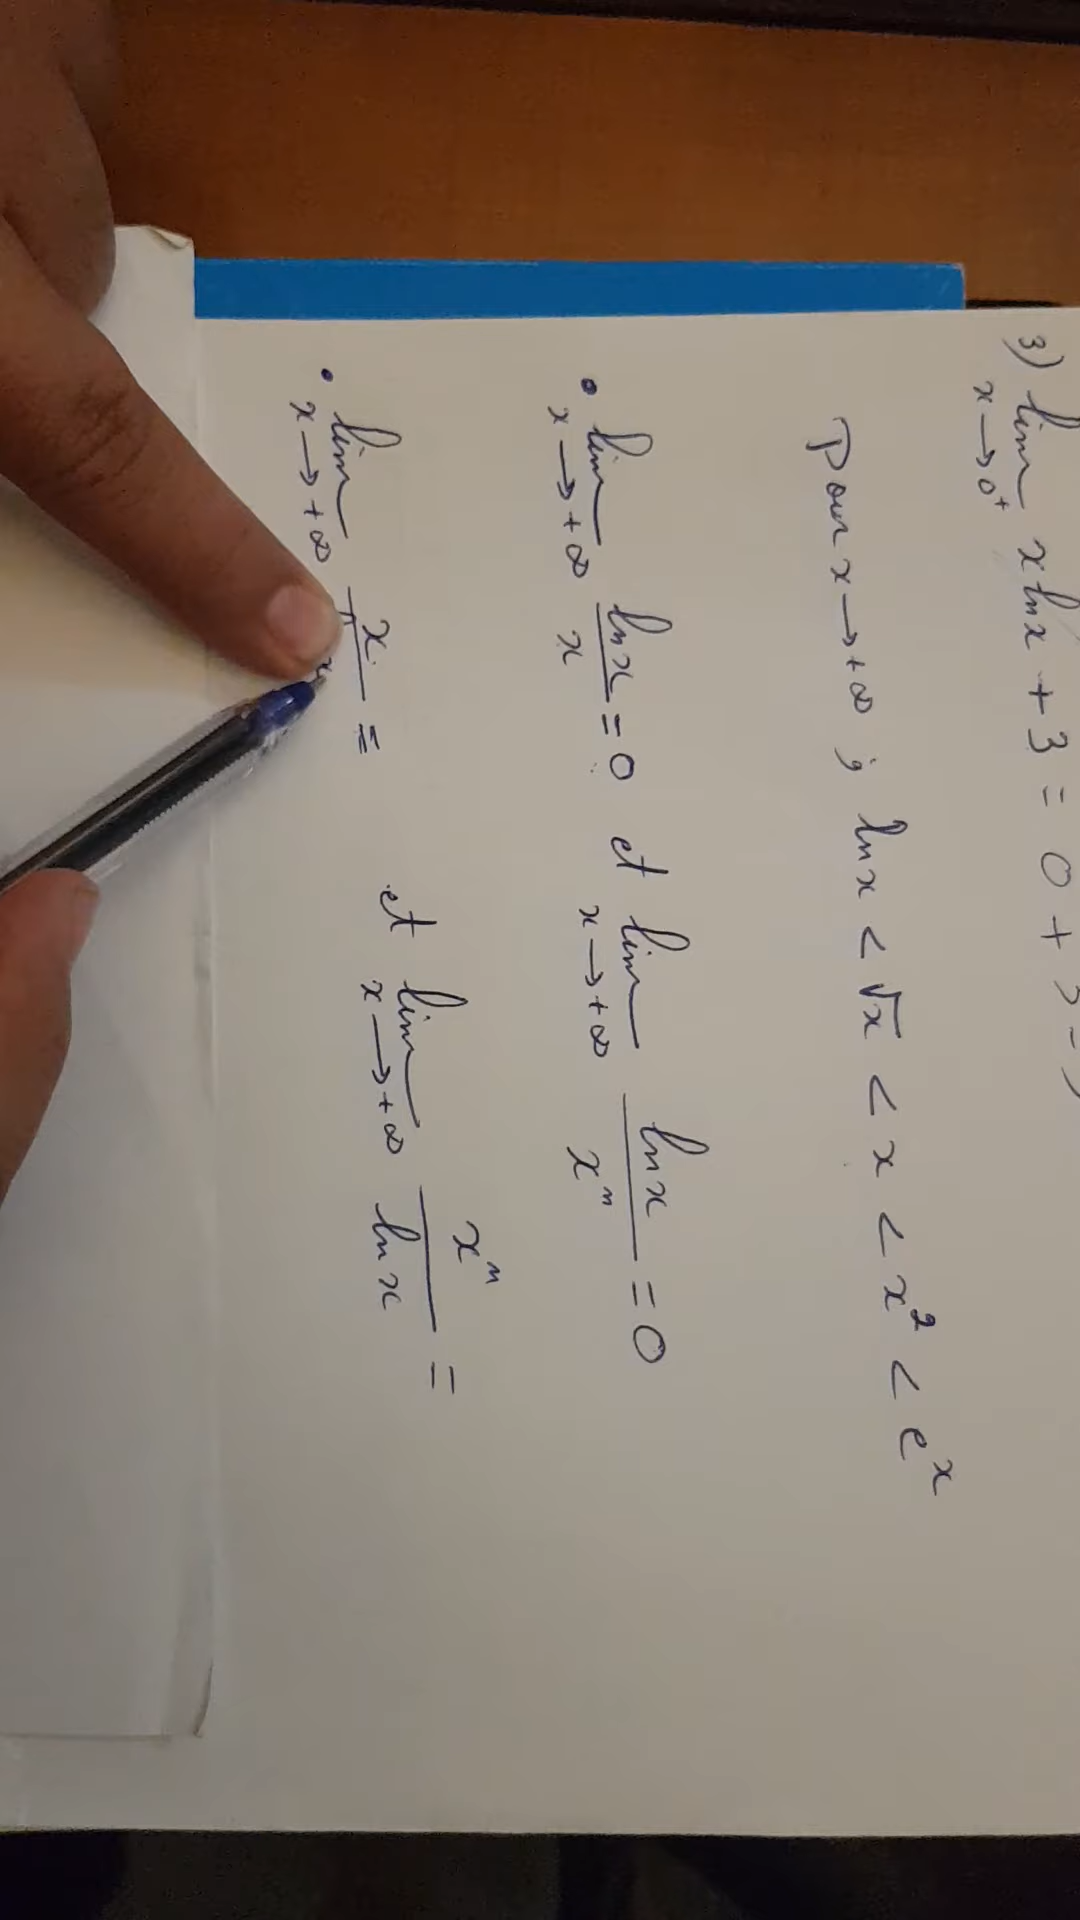 3) lim x→0⁺ x ln x + 3 = 0 + 3 =
Pour x→+∞ ; ln x < √x < x < x² < eˣ
• lim x→+∞ ln x / x = 0 et lim x→+∞ ln x / xⁿ = 0
• lim x→+∞ x / x = et lim x→+∞ xⁿ / ln x =